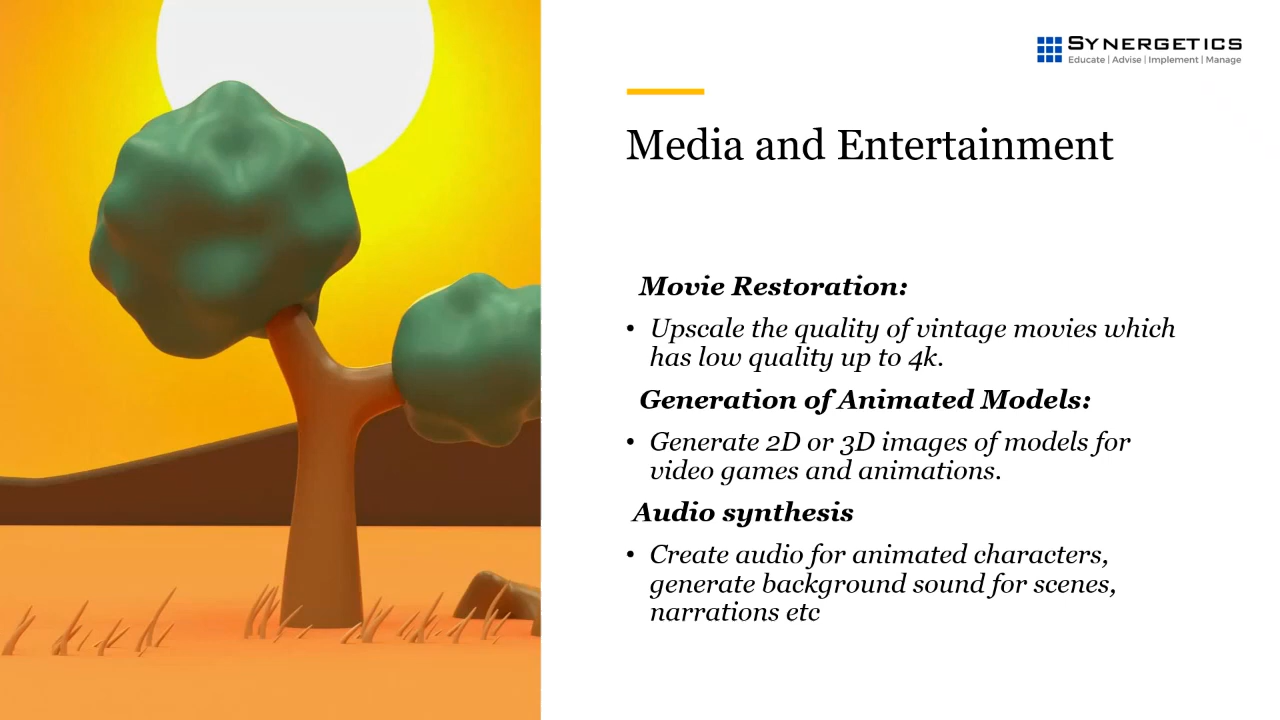 SYNERGETICS
Educate | Advise | Implement | Manage
Media and Entertainment
Movie Restoration:
• Upscale the quality of vintage movies which
has low quality up to 4k.
Generation of Animated Models:
• Generate 2D or 3D images of models for
video games and animations.
Audio synthesis
• Create audio for animated characters,
generate background sound for scenes,
narrations etc